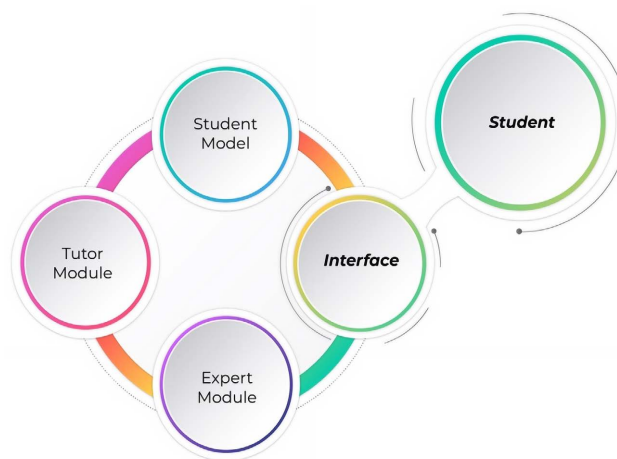 Student
Model
Student
Tutor
Module
Interface
Expert
Module